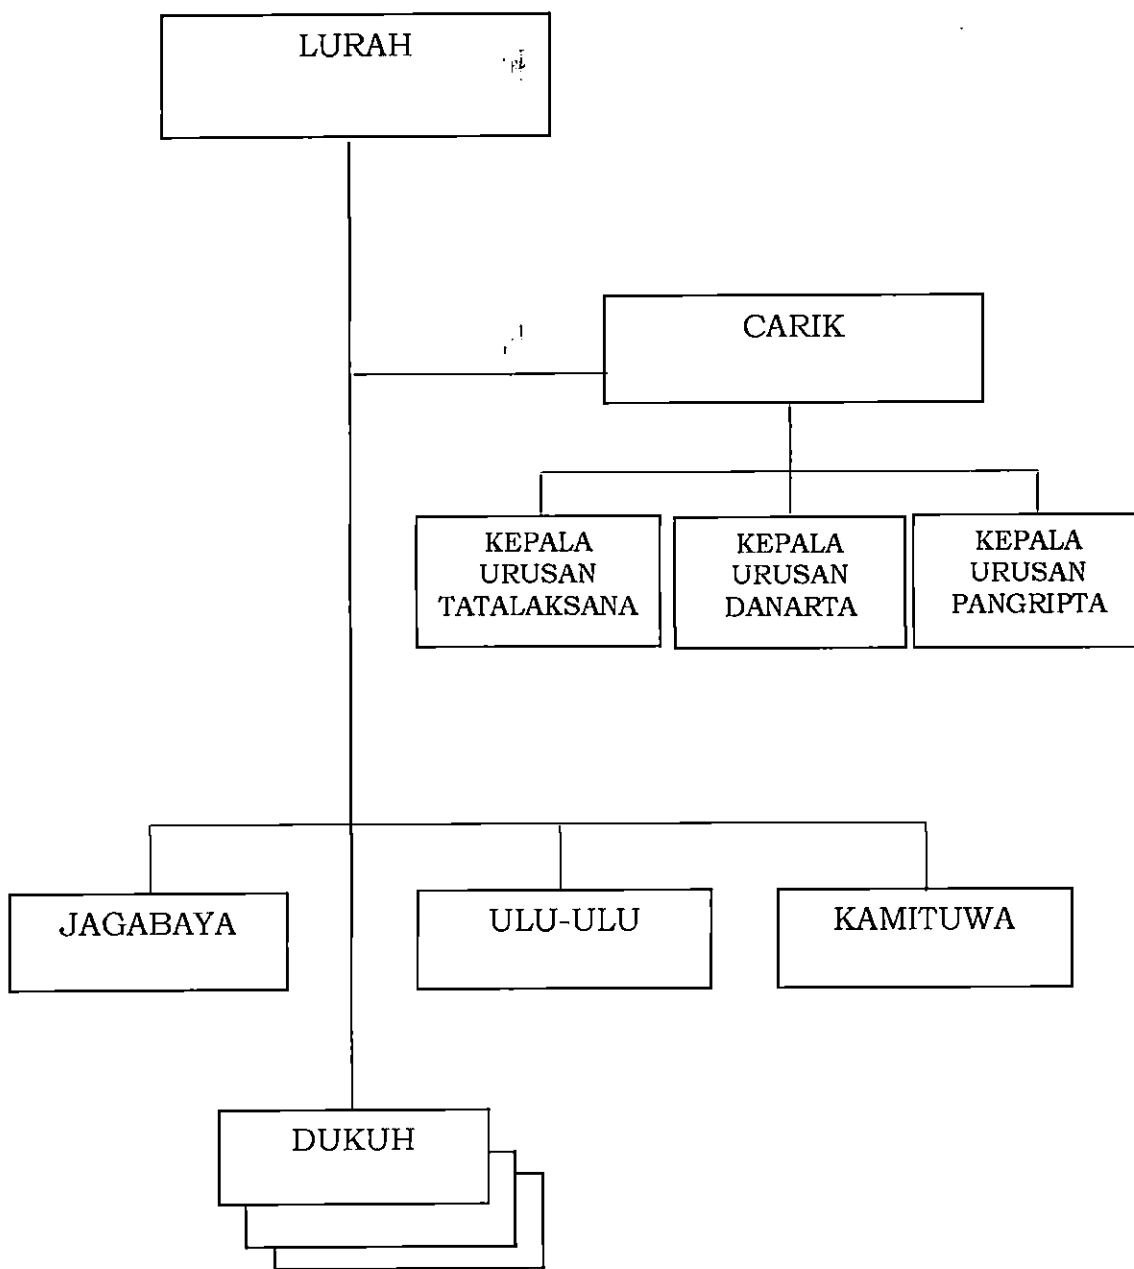 LURAH
CARIK
KEPALA
URUSAN
TATALAKSANA
KEPALA
URUSAN
DANARTA
KEPALA
URUSAN
PANGRIPTA
JAGABAYA
ULU-ULU
KAMITUWA
DUKUH